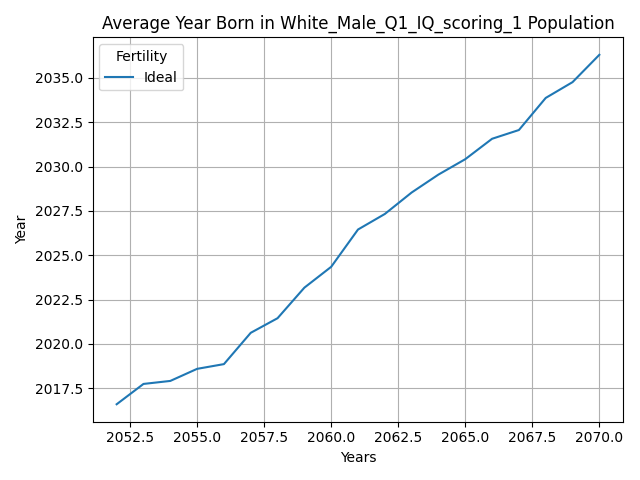 Average Year Born in White_Male_Q1_IQ_scoring_1 Population
Fertility
Ideal
2035.0
2032.5
2030.0
2027.5
2025.0
2022.5
2020.0
2017.5
Year
2052.5 2055.0 2057.5 2060.0 2062.5 2065.0 2067.5 2070.0
Years